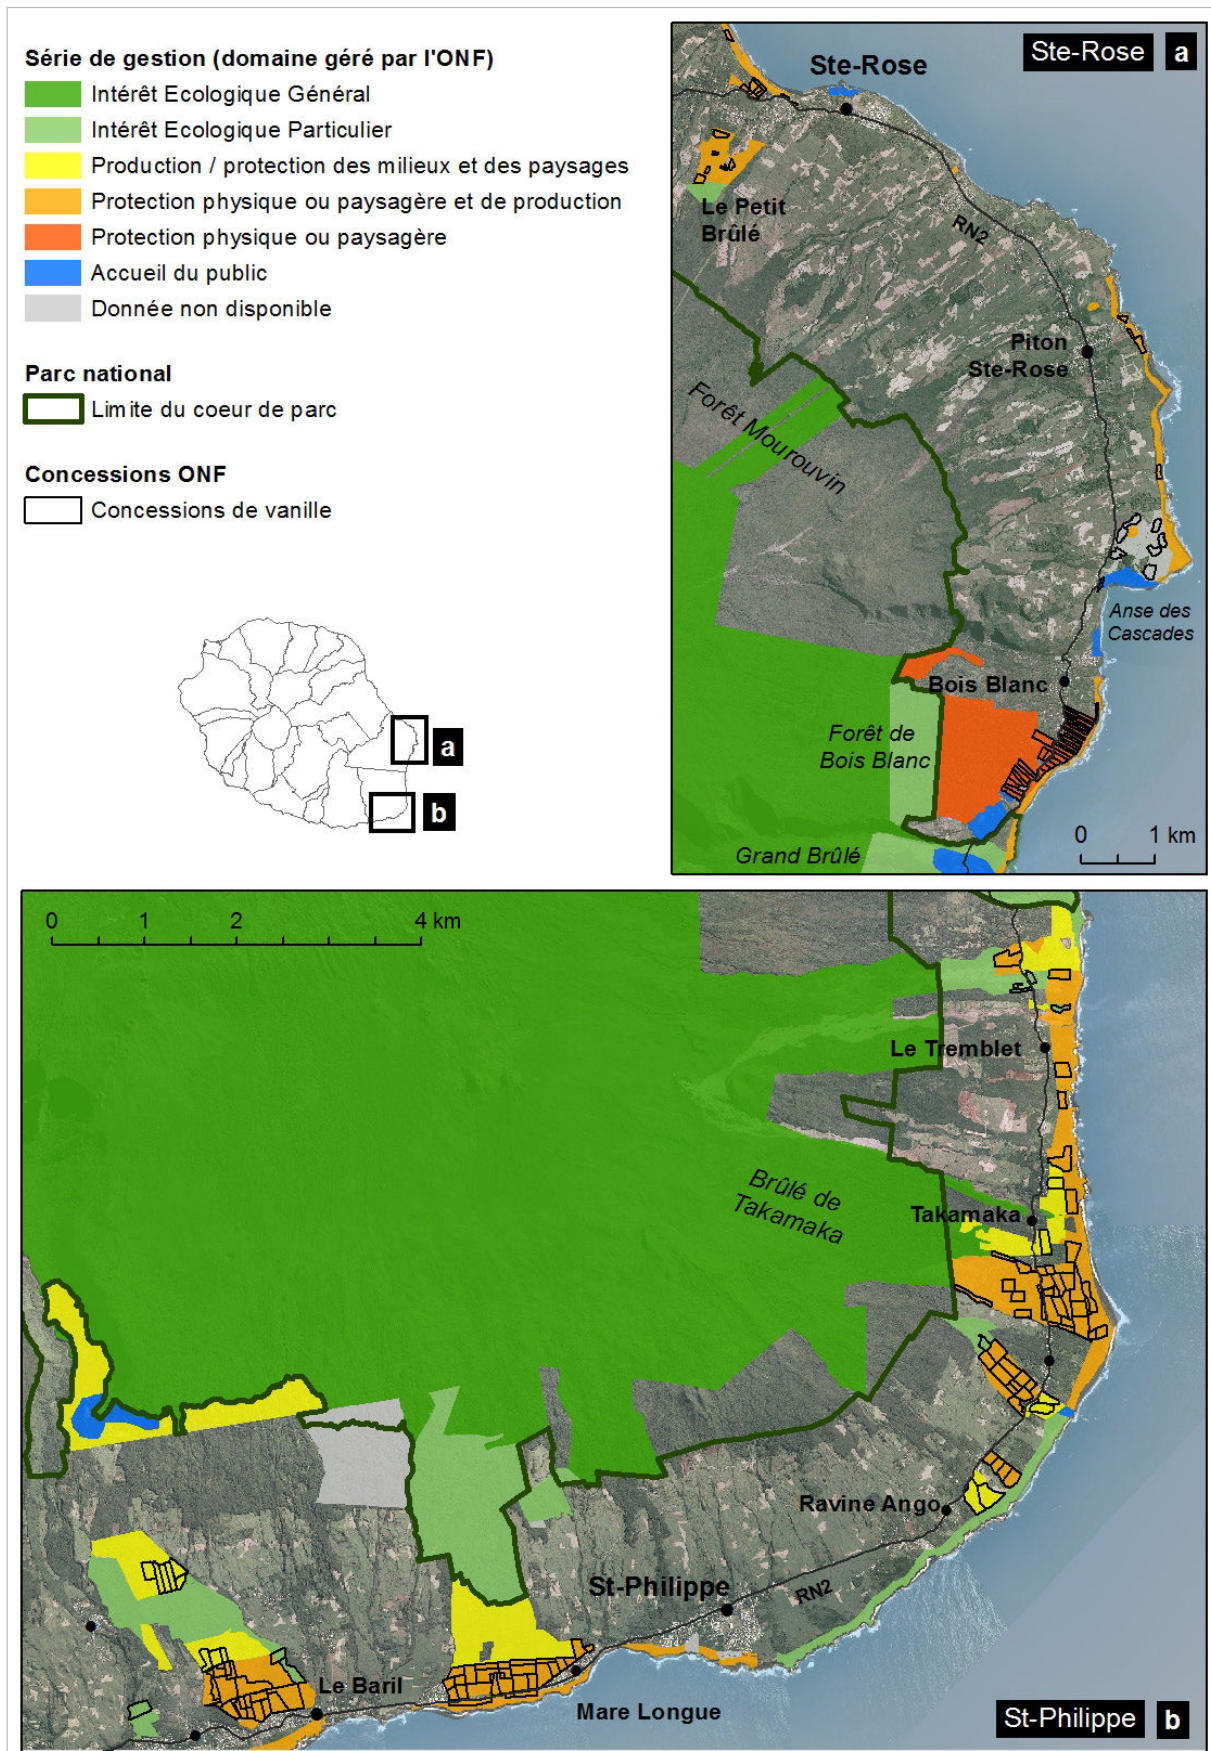 Série de gestion (domaine géré par l'ONF)
Intérêt Ecologique Général
Intérêt Ecologique Particulier
Production / protection des milieux et des paysages
Protection physique ou paysagère et de production
Protection physique ou paysagère
Accueil du public
Donnée non disponible
Parc national
Limite du coeur de parc
Concessions ONF
Concessions de vanille
a
b
Ste-Rose a
Ste-Rose
Le Petit
Brûlé
RN2
Piton
Ste-Rose
Forêt Mourouvin
Anse des
Cascades
Bois Blanc
Forêt de
Bois Blanc
Grand Brûlé
0 1 km
0 1 2 4 km
Le Tremblet
Brûlé de
Takamaka
Takamaka
Ravine Ango
St-Philippe
RN2
Le Baril
Mare Longue
St-Philippe b